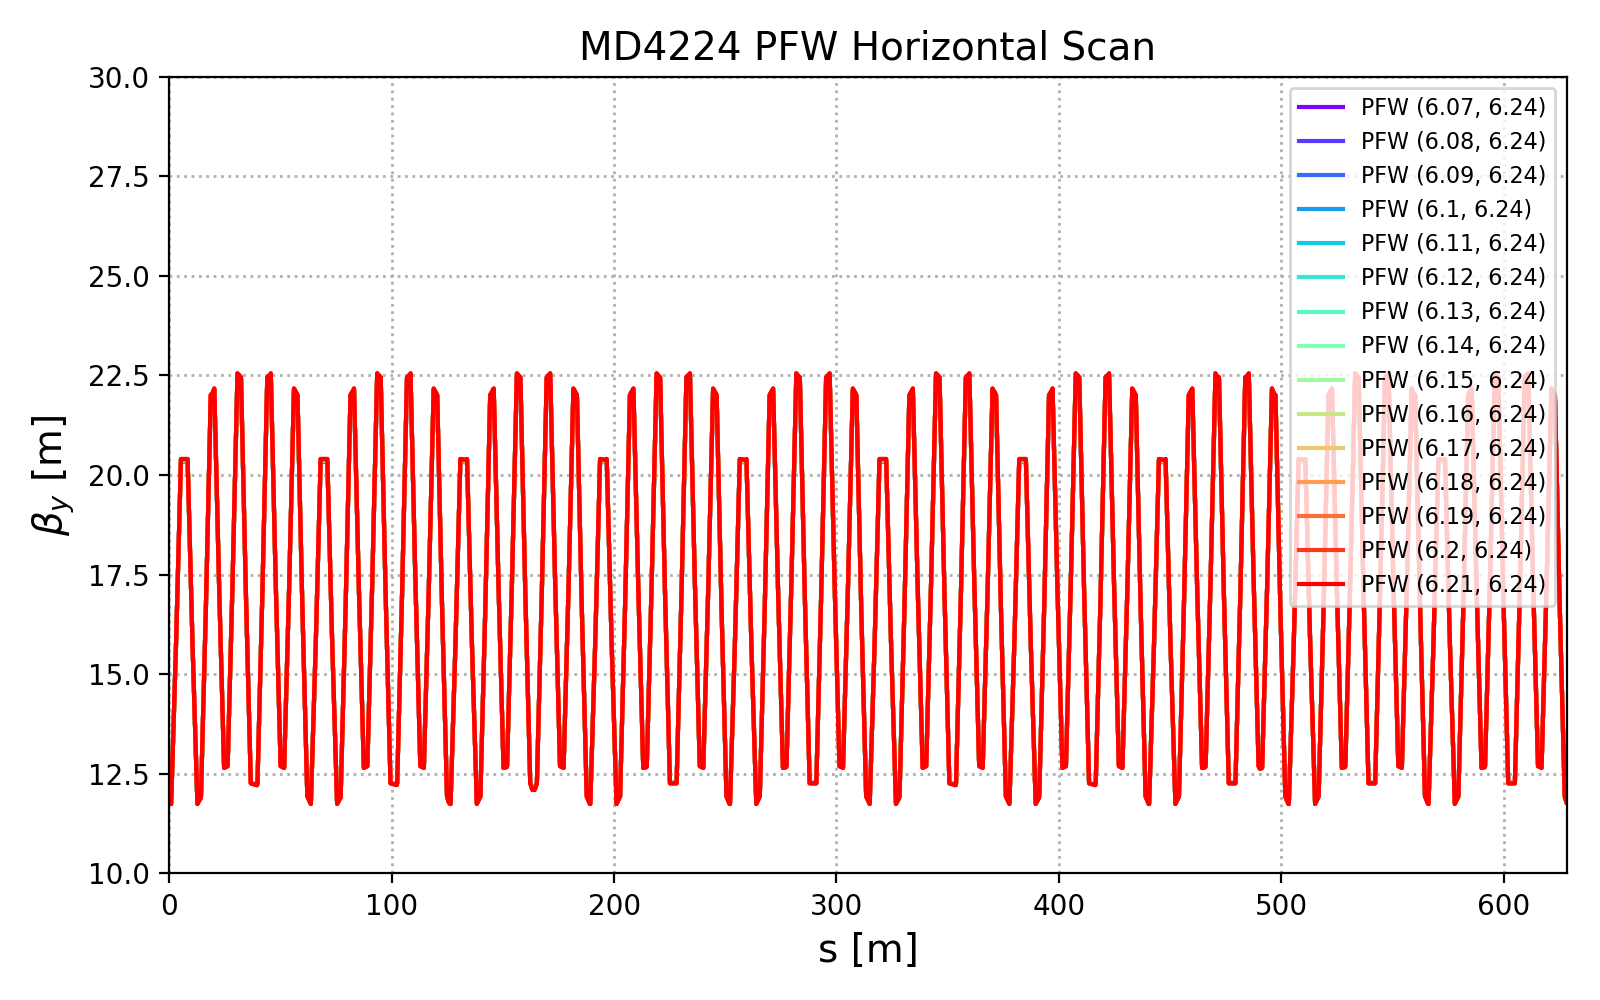 MD4224 PFW Horizontal Scan
30.0
27.5
25.0
22.5
20.0
17.5
15.0
12.5
10.0
βy [m]
0 100 200 300 400 500 600
s [m]
PFW (6.07, 6.24)
PFW (6.08, 6.24)
PFW (6.09, 6.24)
PFW (6.1, 6.24)
PFW (6.11, 6.24)
PFW (6.12, 6.24)
PFW (6.13, 6.24)
PFW (6.14, 6.24)
PFW (6.15, 6.24)
PFW (6.16, 6.24)
PFW (6.17, 6.24)
PFW (6.18, 6.24)
PFW (6.19, 6.24)
PFW (6.2, 6.24)
PFW (6.21, 6.24)